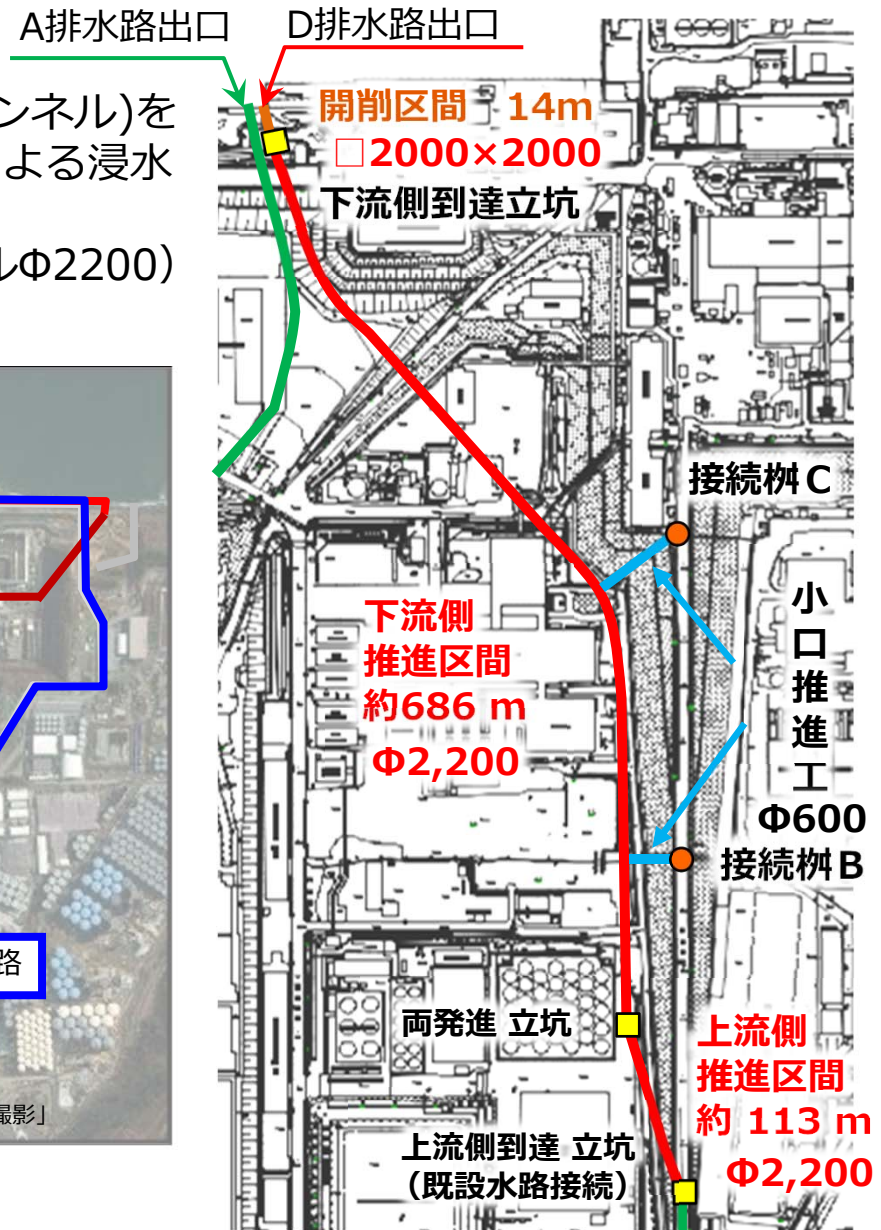 A排水路出口
D排水路出口
ンネル)を
よる浸水
ルΦ2200)
開削区間 14m
□2000×2000
下流側到達立坑
接続桝C
下流側
推進区間
約686 m
Φ2,200
小口推進工
Φ600
接続桝B
路
両発進 立坑
上流側
推進区間
約 113 m
Φ2,200
撮影」
上流側到達 立坑
(既設水路接続)